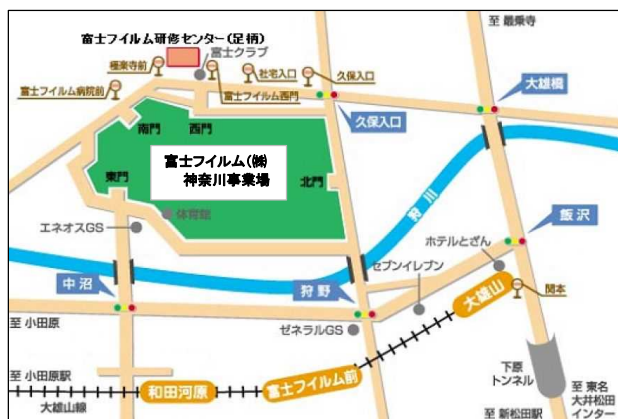 富士フイルム研修センター(足柄)
至 最乗寺
富士クラブ
極楽寺前
社宅入口
久保入口
富士フイルム病院前
富士フイルム西門
大雄橋
久保入口
南門
西門
富士フイルム(㈱)
神奈川事業場
東門
北門
狩川
体育館
エネオスGS
飯沢
ホテルとざん
セブンイレブン
中沼
狩野
大雄山
関本
至 小田原
ゼネラルGS
下原
トンネル
至 小田原駅
和田河原
富士フイルム前
大雄山線
至 東名
大井松田
インター
至 新松田駅